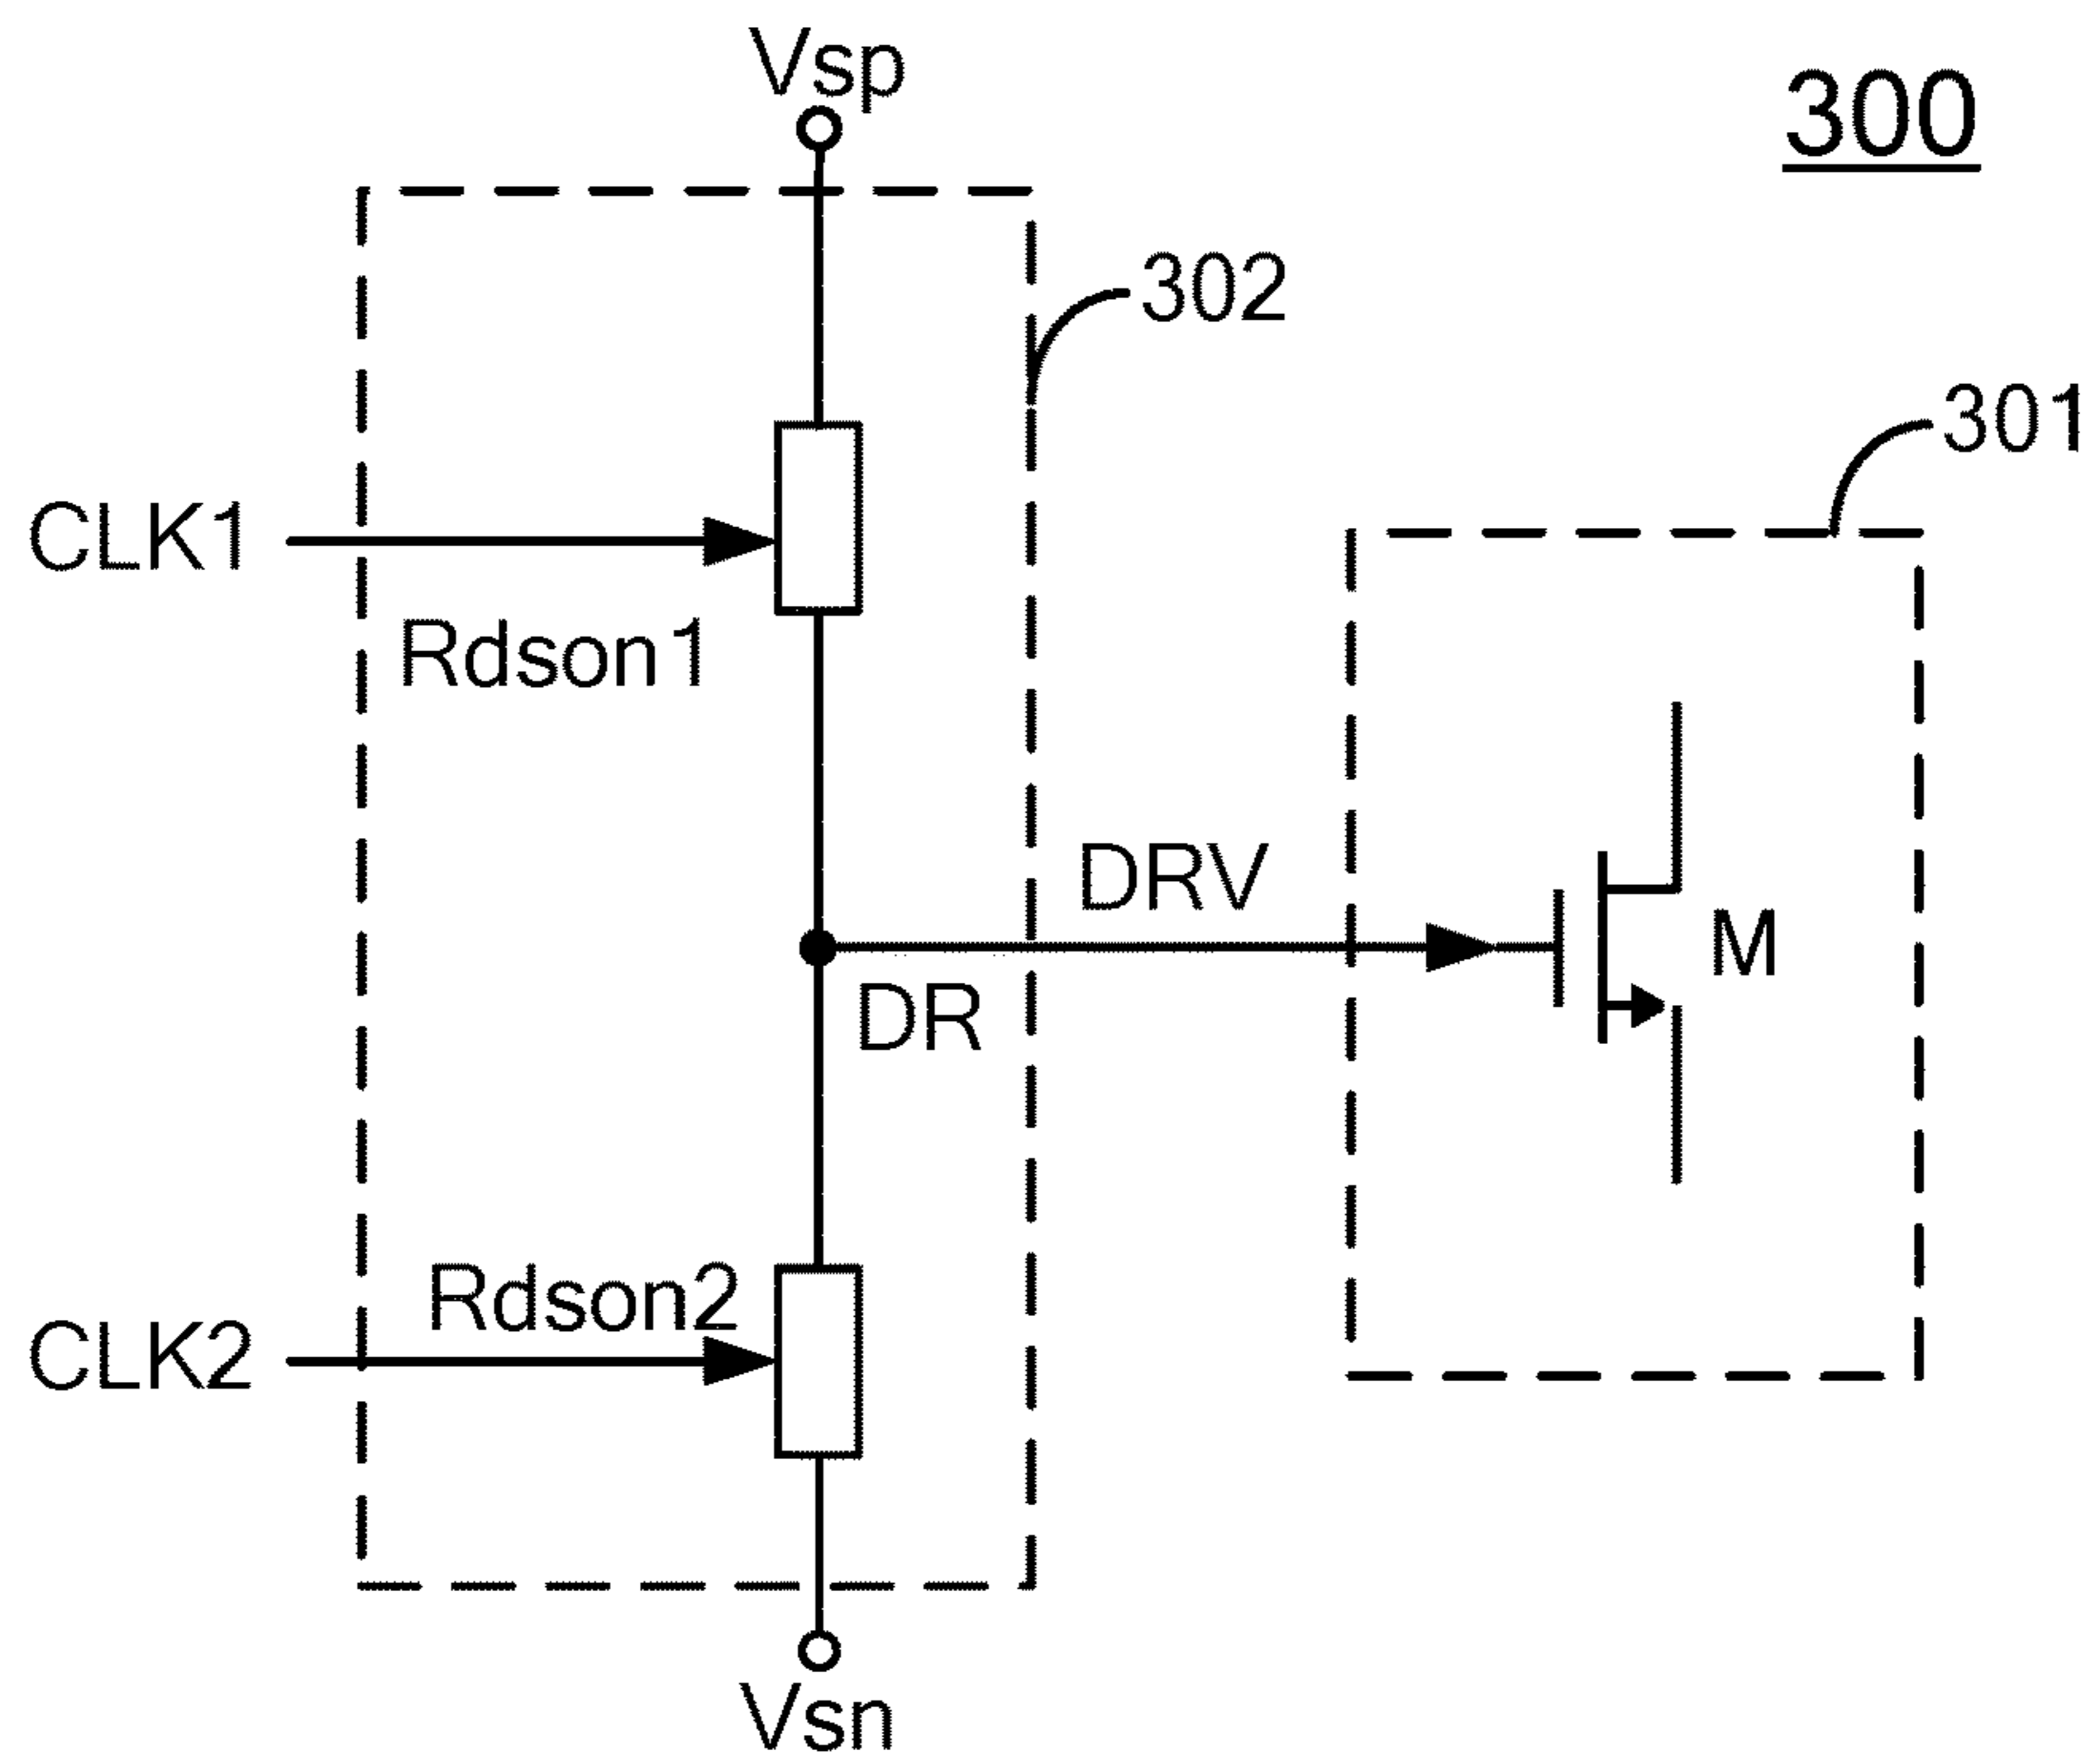 Vsp
300
302
301
CLK1
Rdson1
DRV
M
DR
Rdson2
CLK2
Vsn